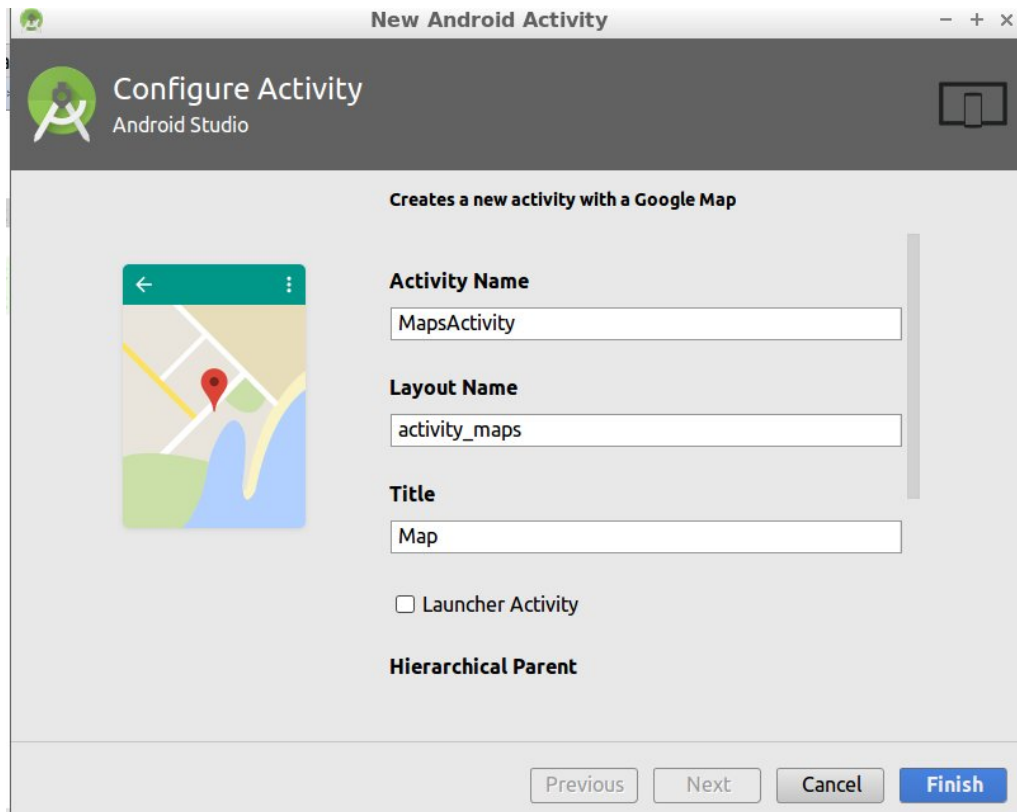 New Android Activity
Configure Activity
Android Studio
Creates a new activity with a Google Map
Activity Name
MapsActivity
Layout Name
activity_maps
Title
Map
Launcher Activity
Hierarchical Parent
Previous Next Cancel Finish